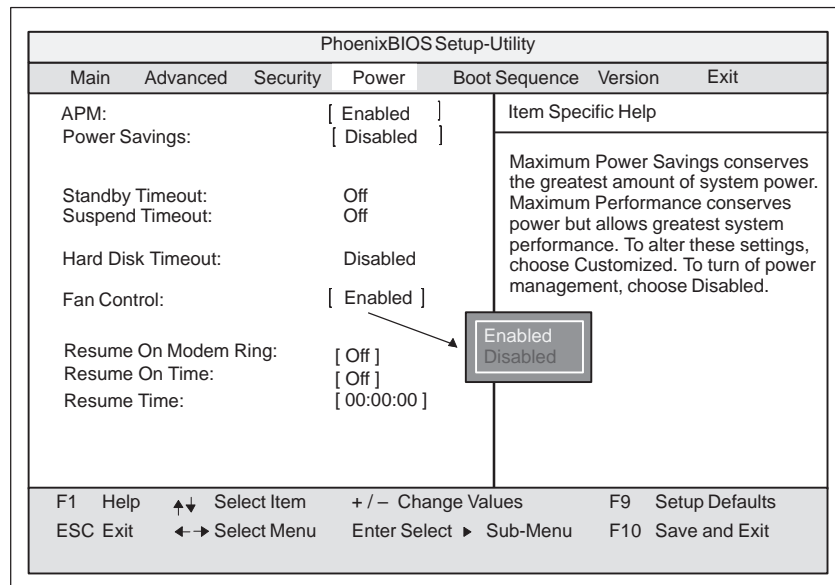 PhoenixBIOS Setup-Utility
Main Advanced Security Power Boot Sequence Version Exit
APM: [ Enabled ]
Power Savings: [ Disabled ]
Standby Timeout: Off
Suspend Timeout: Off
Hard Disk Timeout: Disabled
Fan Control: [ Enabled ]
Enabled
Disabled
Resume On Modem Ring: [ Off ]
Resume On Time: [ Off ]
Resume Time: [ 00:00:00 ]
Item Specific Help
Maximum Power Savings conserves
the greatest amount of system power.
Maximum Performance conserves
power but allows greatest system
performance. To alter these settings,
choose Customized. To turn of power
management, choose Disabled.
F1 Help Select Item + / – Change Values F9 Setup Defaults
ESC Exit Select Menu Enter Select Sub-Menu F10 Save and Exit